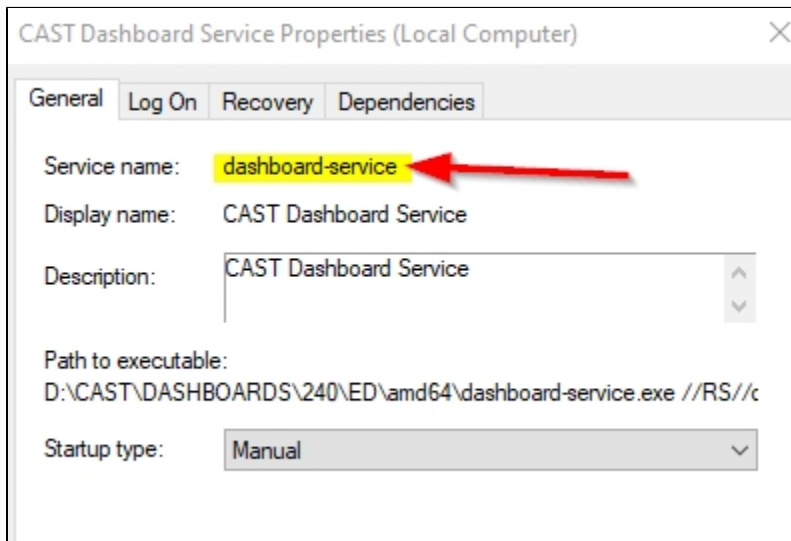 CAST Dashboard Service Properties (Local Computer)
General Log On Recovery Dependencies
Service name: dashboard-service
Display name: CAST Dashboard Service
Description: CAST Dashboard Service
Path to executable:
D:\CAST\DASHBOARDS\240\ED\amd64\dashboard-service.exe //RS//
Startup type: Manual